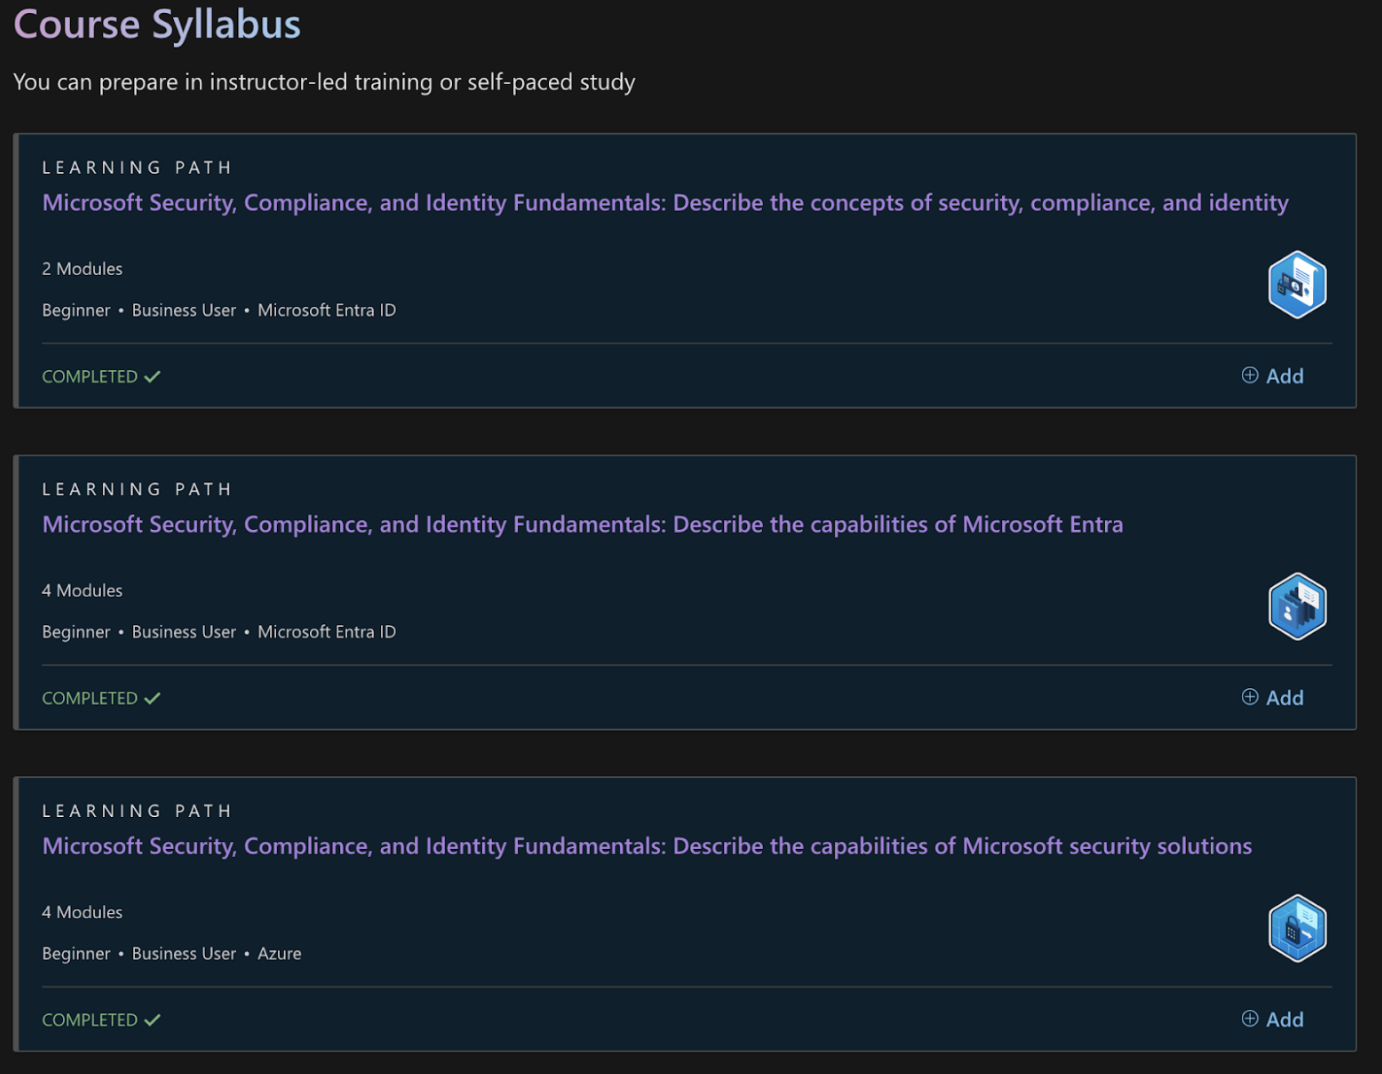 Course Syllabus
You can prepare in instructor-led training or self-paced study
LEARNING PATH
Microsoft Security, Compliance, and Identity Fundamentals: Describe the concepts of security, compliance, and identity
2 Modules
Beginner • Business User • Microsoft Entra ID
COMPLETED ✓
Add
LEARNING PATH
Microsoft Security, Compliance, and Identity Fundamentals: Describe the capabilities of Microsoft Entra
4 Modules
Beginner • Business User • Microsoft Entra ID
COMPLETED ✓
Add
LEARNING PATH
Microsoft Security, Compliance, and Identity Fundamentals: Describe the capabilities of Microsoft security solutions
4 Modules
Beginner • Business User • Azure
COMPLETED ✓
Add